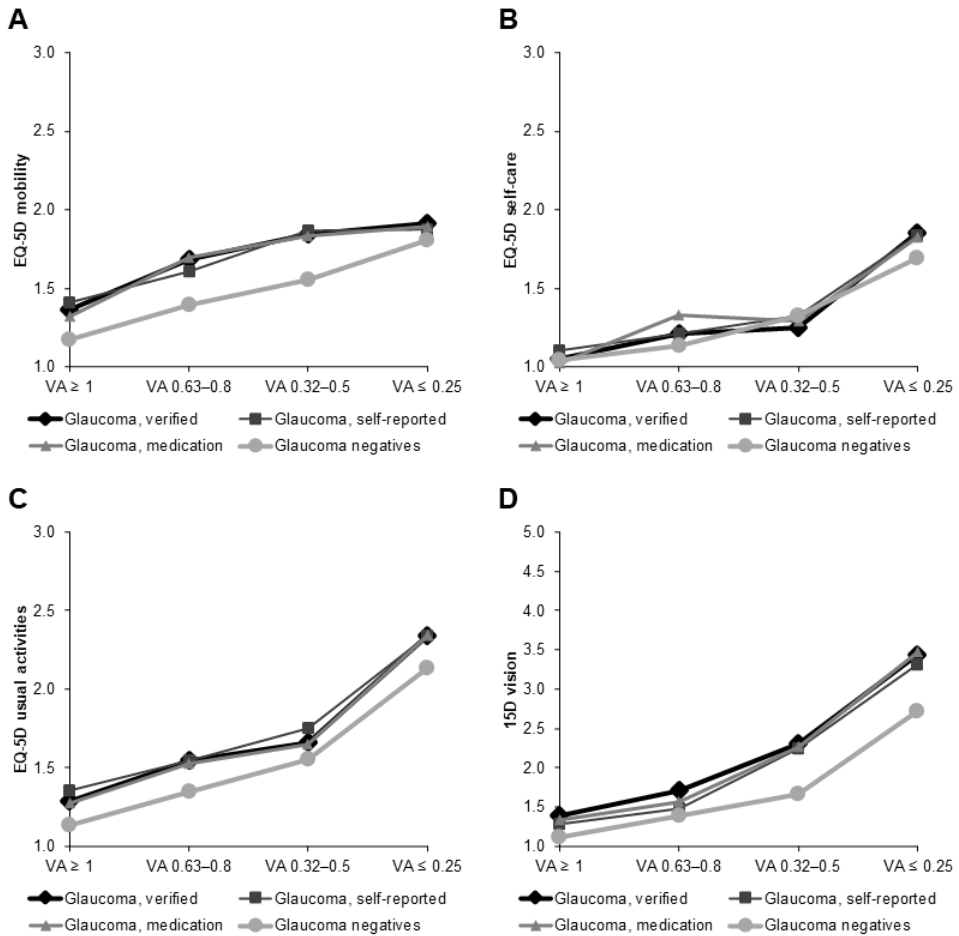 A
EQ-5D mobility
3.0
2.5
2.0
1.5
1.0
VA ≥ 1 VA 0.63–0.8 VA 0.32–0.5 VA ≤ 0.25
Glaucoma, verified Glaucoma, self-reported
Glaucoma, medication Glaucoma negatives
B
EQ-5D self-care
3.0
2.5
2.0
1.5
1.0
VA ≥ 1 VA 0.63–0.8 VA 0.32–0.5 VA ≤ 0.25
Glaucoma, verified Glaucoma, self-reported
Glaucoma, medication Glaucoma negatives
C
EQ-5D usual activities
3.0
2.5
2.0
1.5
1.0
VA ≥ 1 VA 0.63–0.8 VA 0.32–0.5 VA ≤ 0.25
Glaucoma, verified Glaucoma, self-reported
Glaucoma, medication Glaucoma negatives
D
15D vision
5.0
4.5
4.0
3.5
3.0
2.5
2.0
1.5
1.0
VA ≥ 1 VA 0.63–0.8 VA 0.32–0.5 VA ≤ 0.25
Glaucoma, verified Glaucoma, self-reported
Glaucoma, medication Glaucoma negatives